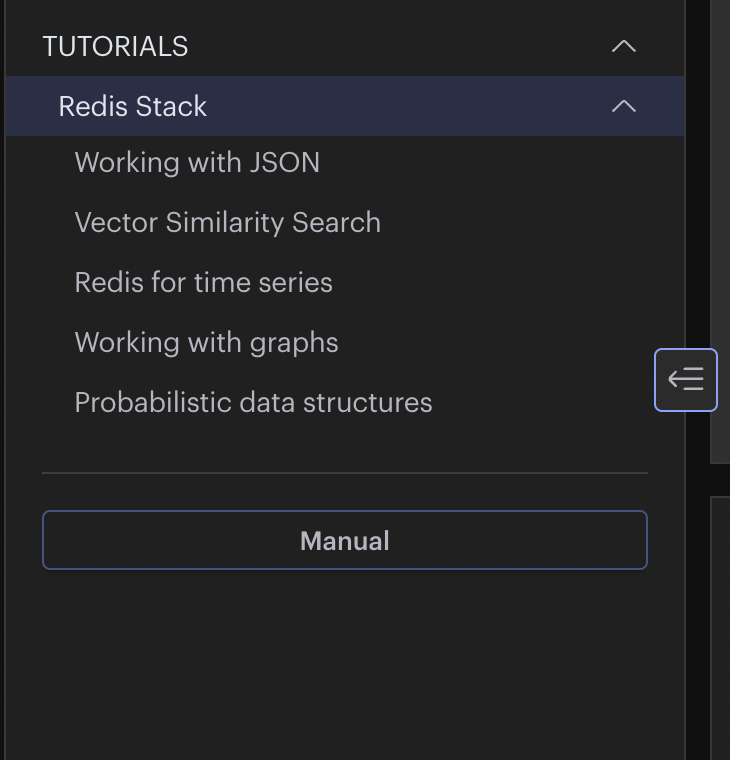 TUTORIALS
Redis Stack
Working with JSON
Vector Similarity Search
Redis for time series
Working with graphs
Probabilistic data structures
Manual